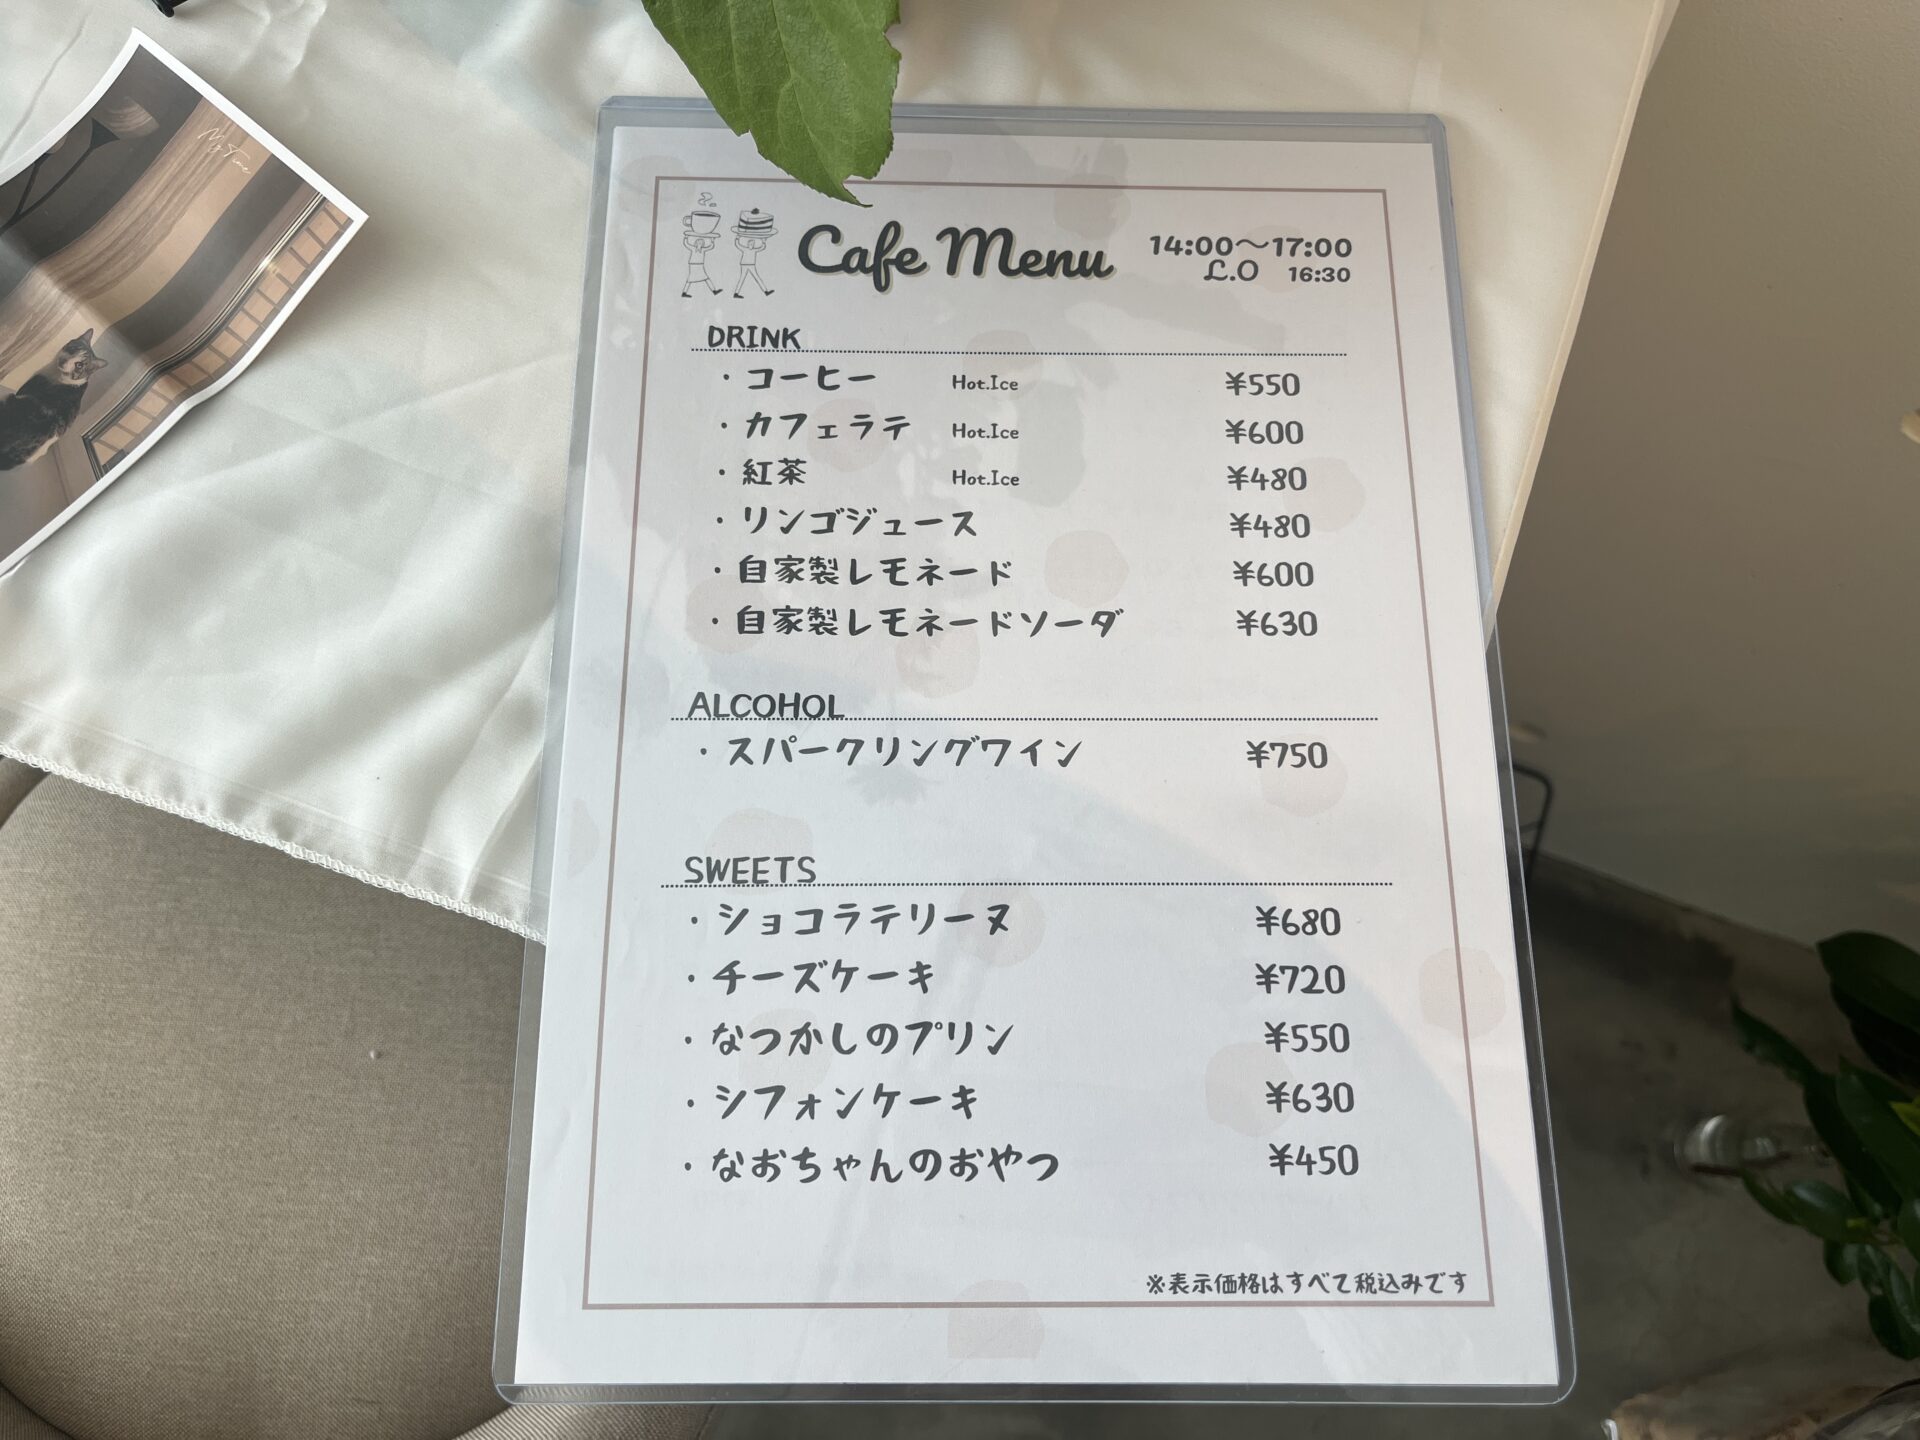 My Time
Cafe Menu
14:00～17:00
L.O 16:30
DRINK
・コーヒー Hot.Ice ¥550
・カフェラテ Hot.Ice ¥600
・紅茶 Hot.Ice ¥480
・リンゴジュース ¥480
・自家製レモネード ¥600
・自家製レモネードソーダ ¥630
ALCOHOL
・スパークリングワイン ¥750
SWEETS
・ショコラテリーヌ ¥680
・チーズケーキ ¥720
・なつかしのプリン ¥550
・シフォンケーキ ¥630
・なおちゃんのおやつ ¥450
※表示価格はすべて税込みです